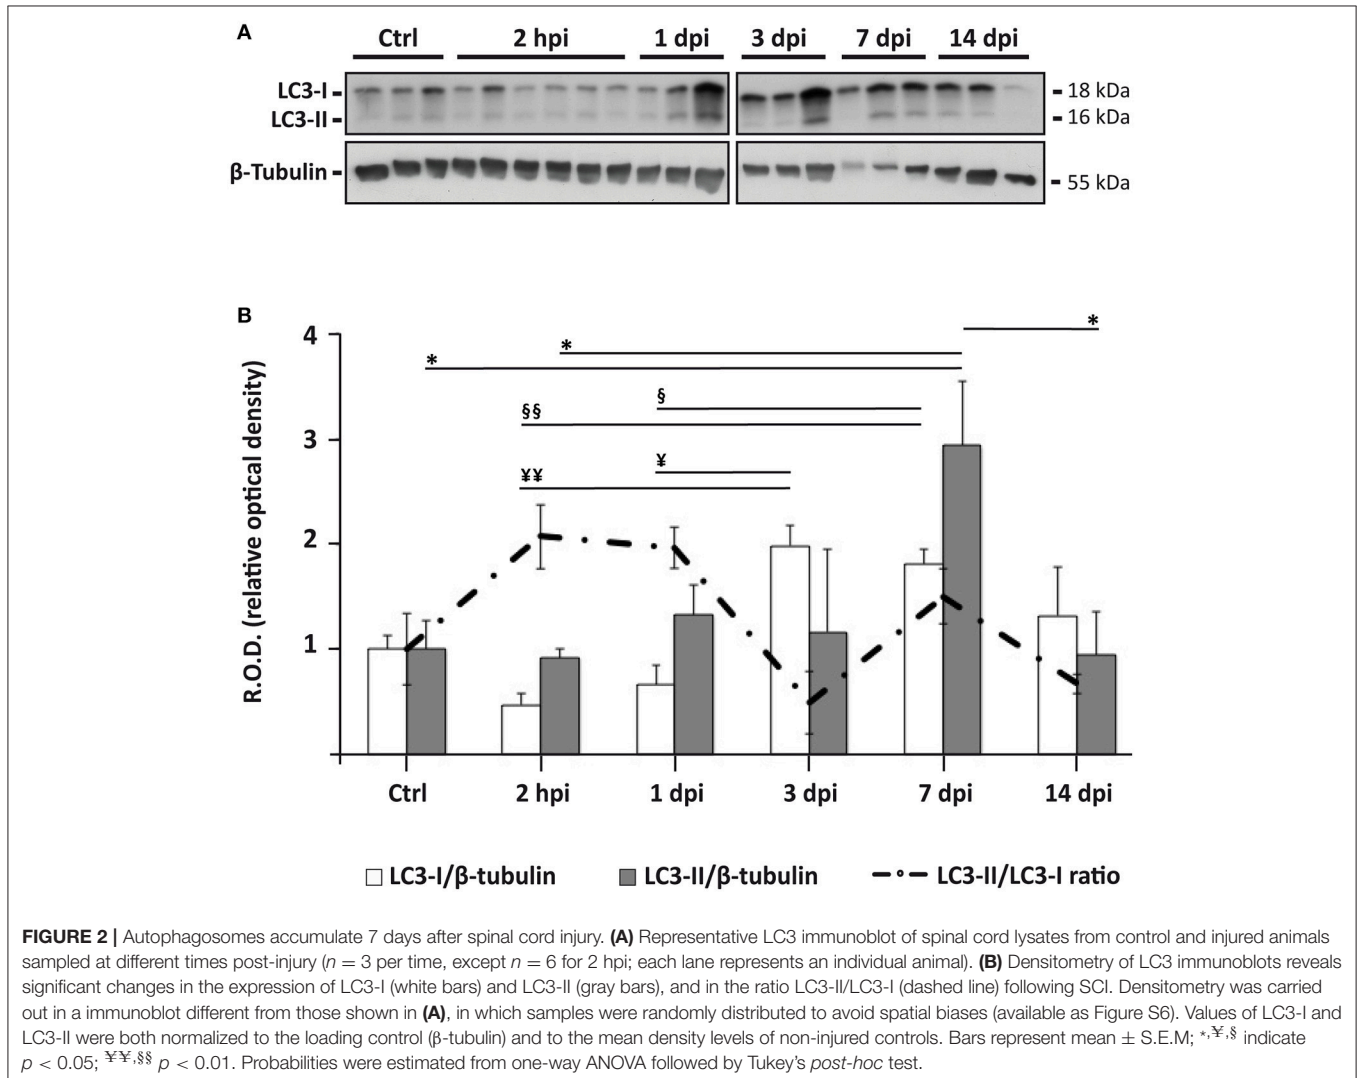 A
Ctrl 2 hpi 1 dpi 3 dpi 7 dpi 14 dpi
LC3-I 18 kDa
LC3-II 16 kDa
β-Tubulin 55 kDa
B
R.O.D. (relative optical density)
4
3
2
1
*
*
*
§
§§
¥
¥¥
Ctrl 2 hpi 1 dpi 3 dpi 7 dpi 14 dpi
LC3-I/β-tubulin LC3-II/β-tubulin LC3-II/LC3-I ratio
FIGURE 2 | Autophagosomes accumulate 7 days after spinal cord injury. (A) Representative LC3 immunoblot of spinal cord lysates from control and injured animals
sampled at different times post-injury (n = 3 per time, except n = 6 for 2 hpi; each lane represents an individual animal). (B) Densitometry of LC3 immunoblots reveals
significant changes in the expression of LC3-I (white bars) and LC3-II (gray bars), and in the ratio LC3-II/LC3-I (dashed line) following SCI. Densitometry was carried
out in a immunoblot different from those shown in (A), in which samples were randomly distributed to avoid spatial biases (available as Figure S6). Values of LC3-I and
LC3-II were both normalized to the loading control (β-tubulin) and to the mean density levels of non-injured controls. Bars represent mean ± S.E.M; *,¥,§ indicate
p < 0.05; ¥¥,§§ p < 0.01. Probabilities were estimated from one-way ANOVA followed by Tukey's post-hoc test.